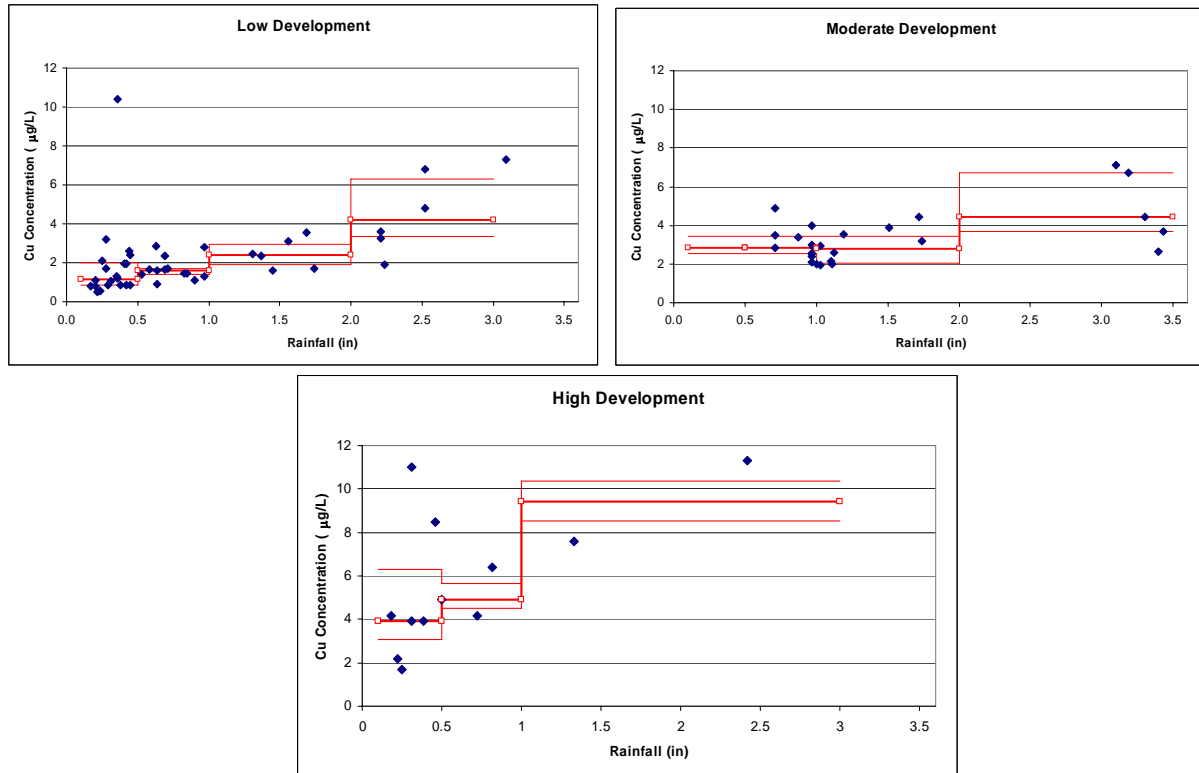 Low Development
Cu Concentration ( µg/L)
12
10
8
6
4
2
0
0.0 0.5 1.0 1.5 2.0 2.5 3.0 3.5
Rainfall (in)
Moderate Development
Cu Concentration ( µg/L)
12
10
8
6
4
2
0
0.0 0.5 1.0 1.5 2.0 2.5 3.0 3.5
Rainfall (in)
High Development
Cu Concentration ( µg/L)
12
10
8
6
4
2
0
0 0.5 1 1.5 2 2.5 3 3.5
Rainfall (in)